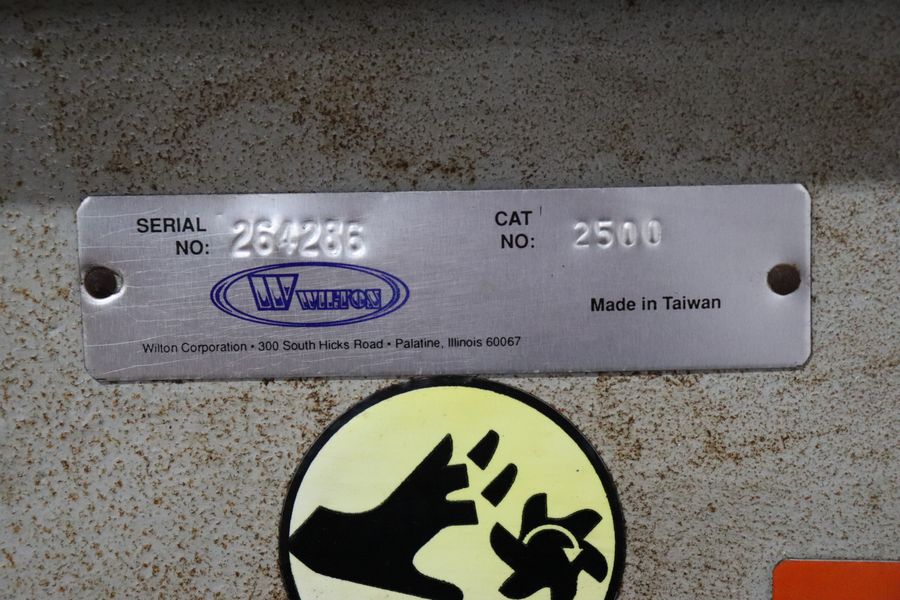 SERIAL NO: 264286
CAT NO: 2500
W WILTON
Made in Taiwan
Wilton Corporation • 300 South Hicks Road • Palatine, Illinois 60067